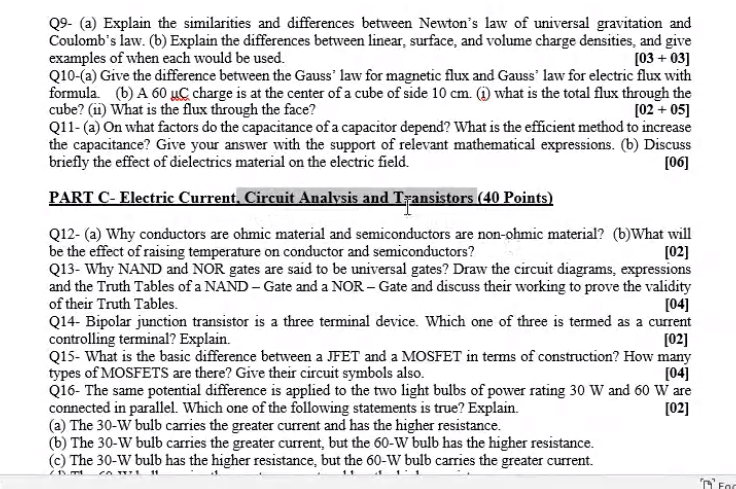 Q9- (a) Explain the similarities and differences between Newton's law of universal gravitation and
Coulomb's law. (b) Explain the differences between linear, surface, and volume charge densities, and give
examples of when each would be used. [03 + 03]
Q10-(a) Give the difference between the Gauss' law for magnetic flux and Gauss' law for electric flux with
formula. (b) A 60 µC charge is at the center of a cube of side 10 cm. (i) what is the total flux through the
cube? (ii) What is the flux through the face? [02 + 05]
Q11- (a) On what factors do the capacitance of a capacitor depend? What is the efficient method to increase
the capacitance? Give your answer with the support of relevant mathematical expressions. (b) Discuss
briefly the effect of dielectrics material on the electric field. [06]
PART C- Electric Current, Circuit Analysis and Transistors (40 Points)
Q12- (a) Why conductors are ohmic material and semiconductors are non-ohmic material? (b)What will
be the effect of raising temperature on conductor and semiconductors? [02]
Q13- Why NAND and NOR gates are said to be universal gates? Draw the circuit diagrams, expressions
and the Truth Tables of a NAND – Gate and a NOR – Gate and discuss their working to prove the validity
of their Truth Tables. [04]
Q14- Bipolar junction transistor is a three terminal device. Which one of three is termed as a current
controlling terminal? Explain. [02]
Q15- What is the basic difference between a JFET and a MOSFET in terms of construction? How many
types of MOSFETS are there? Give their circuit symbols also. [04]
Q16- The same potential difference is applied to the two light bulbs of power rating 30 W and 60 W are
connected in parallel. Which one of the following statements is true? Explain. [02]
(a) The 30-W bulb carries the greater current and has the higher resistance.
(b) The 30-W bulb carries the greater current, but the 60-W bulb has the higher resistance.
(c) The 30-W bulb has the higher resistance, but the 60-W bulb carries the greater current.